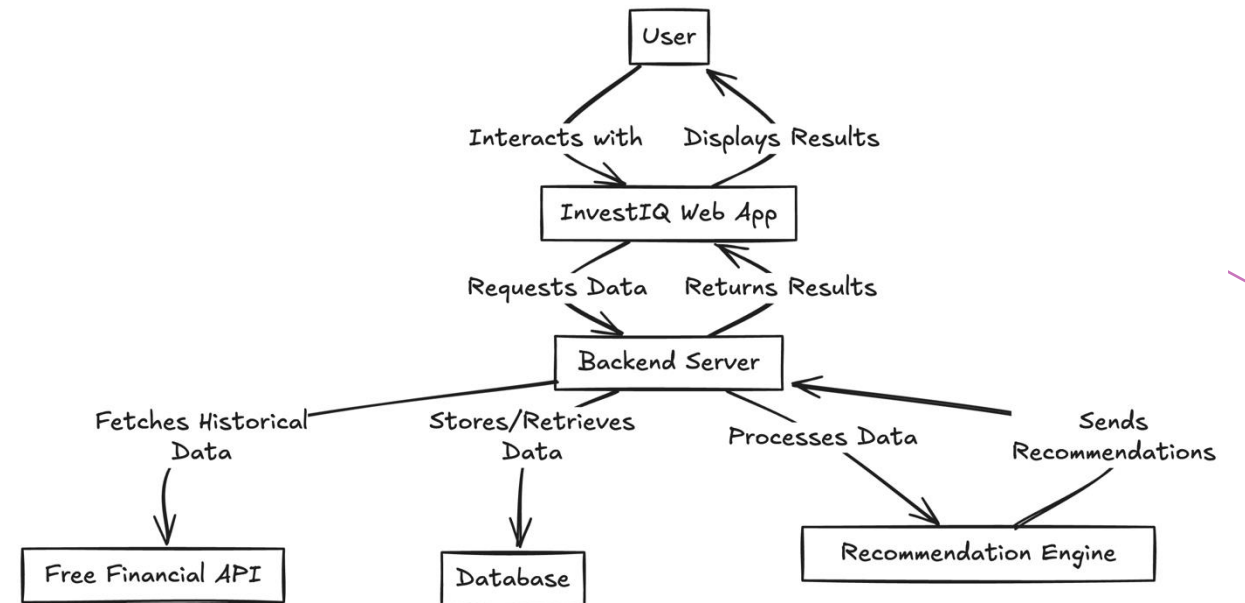 User
Interacts with
Displays Results
InvestIQ Web App
Requests Data
Returns Results
Backend Server
Fetches Historical
Data
Stores/Retrieves
Data
Processes Data
Sends
Recommendations
Free Financial API
Database
Recommendation Engine